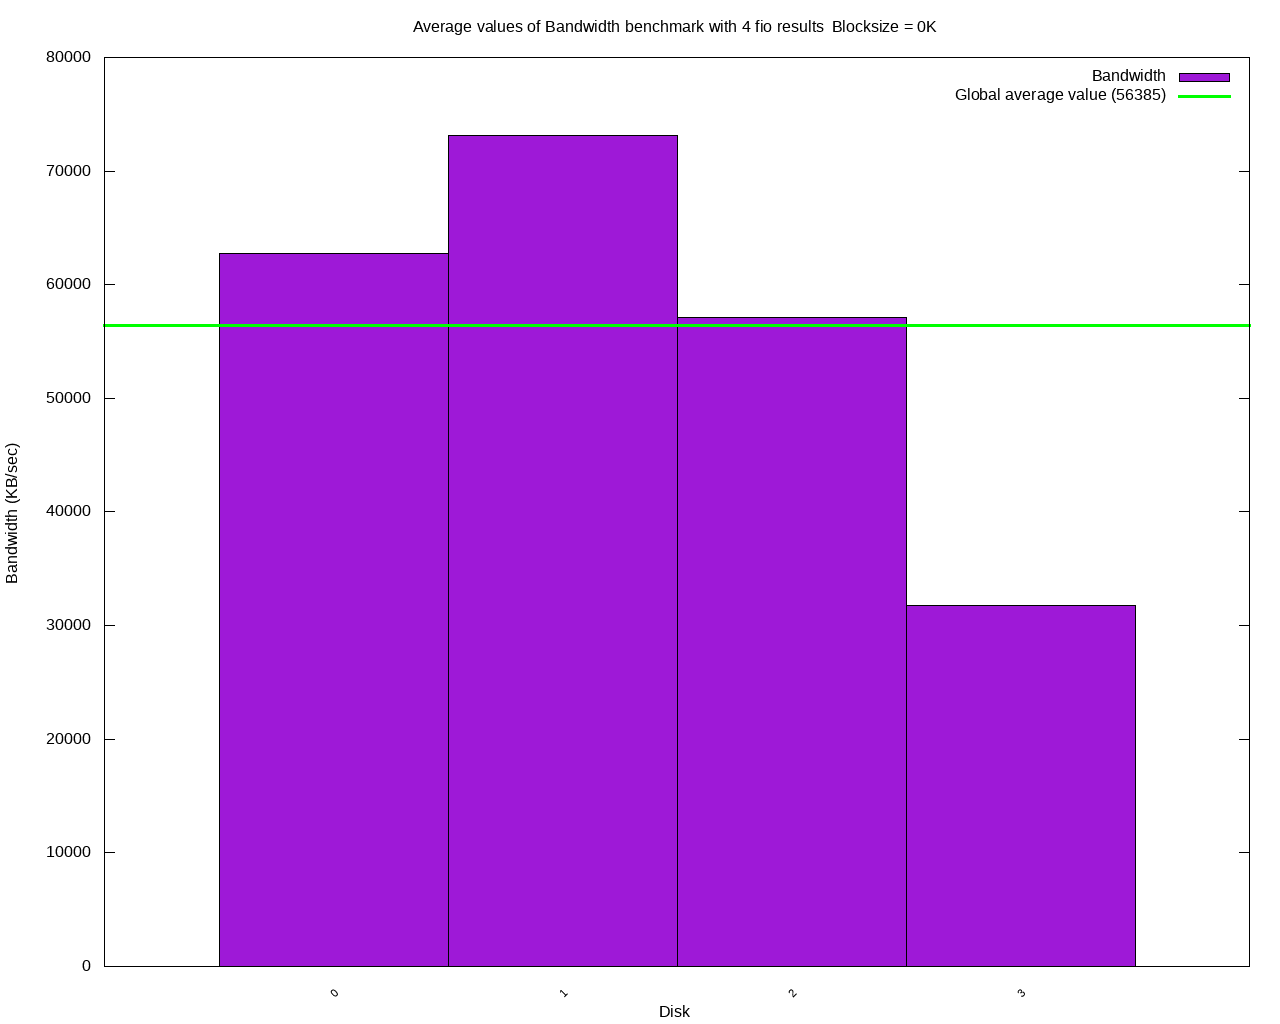 Average values of Bandwidth benchmark with 4 fio results  Blocksize = 0K
Bandwidth
Global average value (56385)
80000
70000
60000
50000
40000
30000
20000
10000
0
Bandwidth (KB/sec)
0
1
2
3
Disk